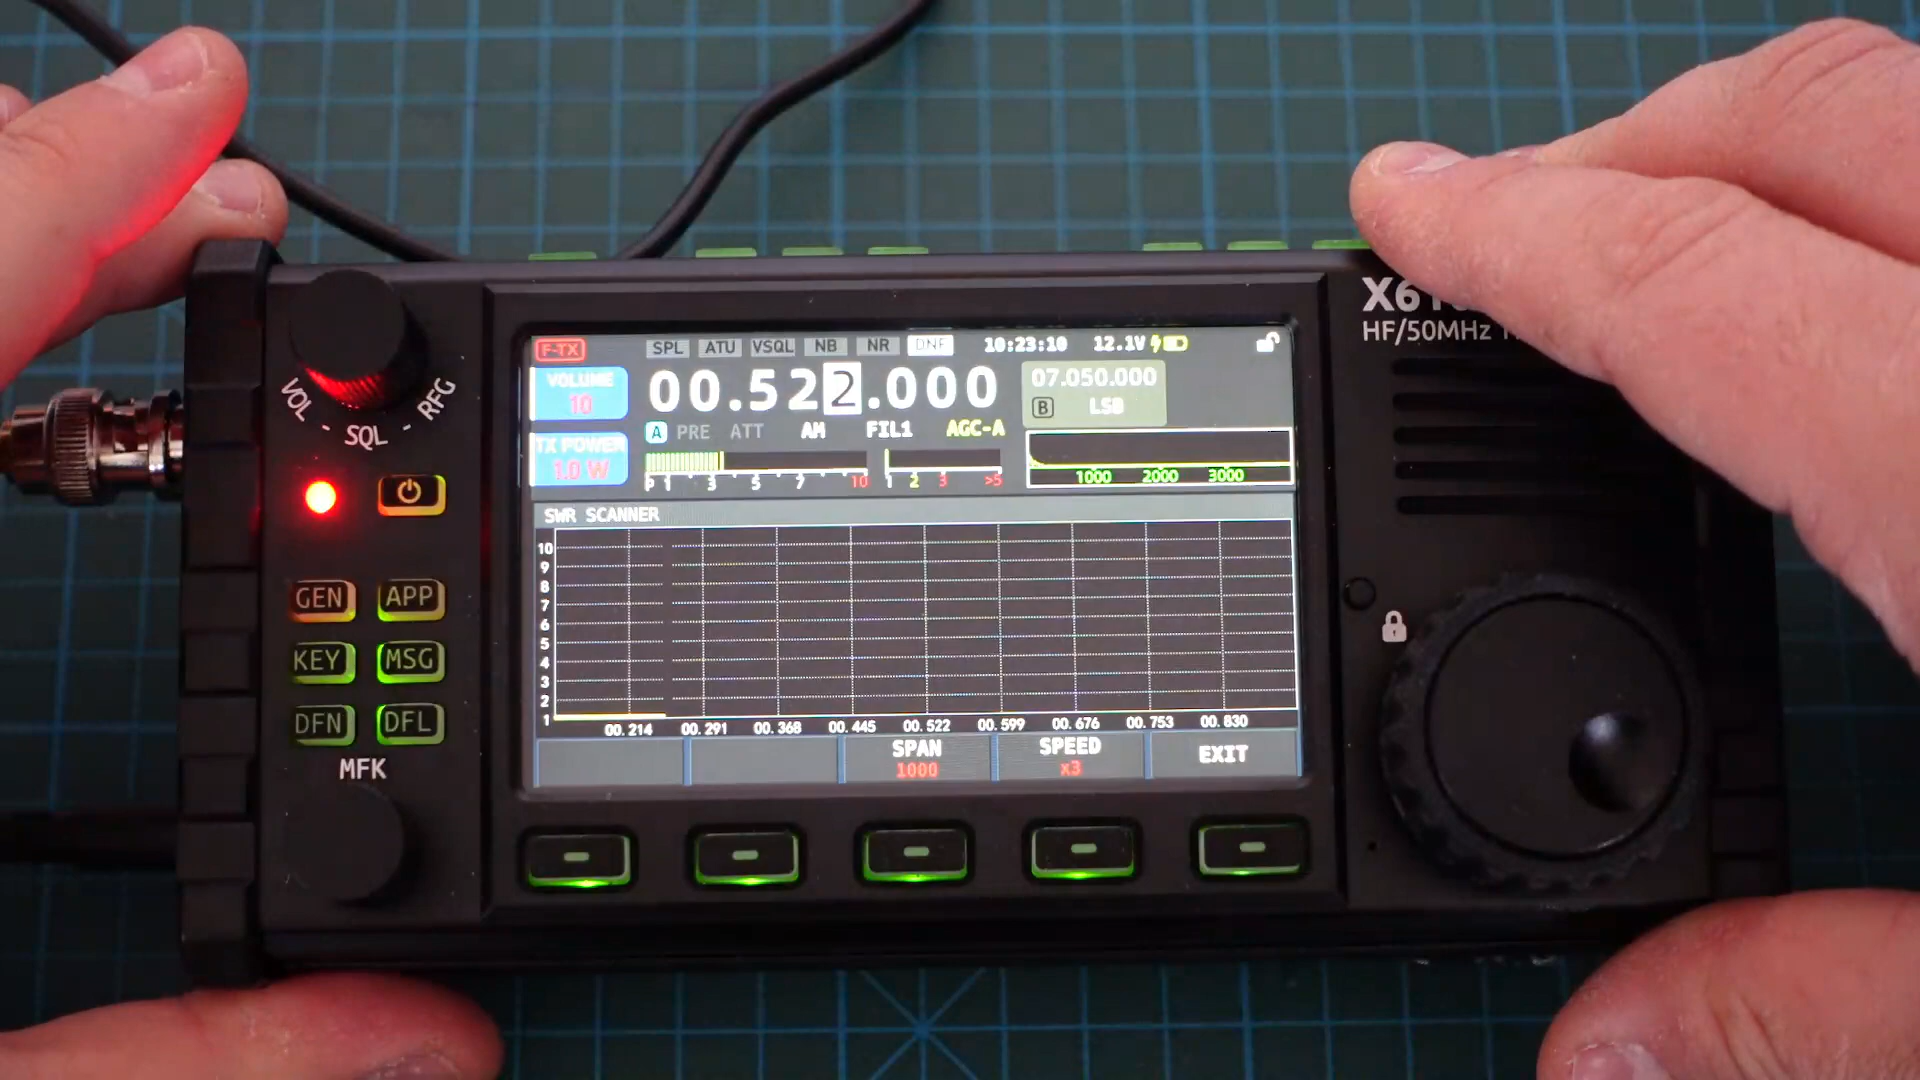 HF/50MHz
F-TX SPL ATU VSQL NB NR DNF 10:23:10 12.1V
VOLUME
10
00.522.000
07.050.000
B LSB
A PRE ATT AM FIL1 AGC-A
TX POWER
1.0 W
P 1 3 5 7 10 1 2 3 >5
1000 2000 3000
VOL - SQL - RFG
SWR SCANNER
10
9
8
7
6
5
4
3
2
1
00.214 00.291 00.368 00.445 00.522 00.599 00.676 00.753 00.830
SPAN
1000
SPEED
x3
EXIT
GEN APP
KEY MSG
DFN DFL
MFK